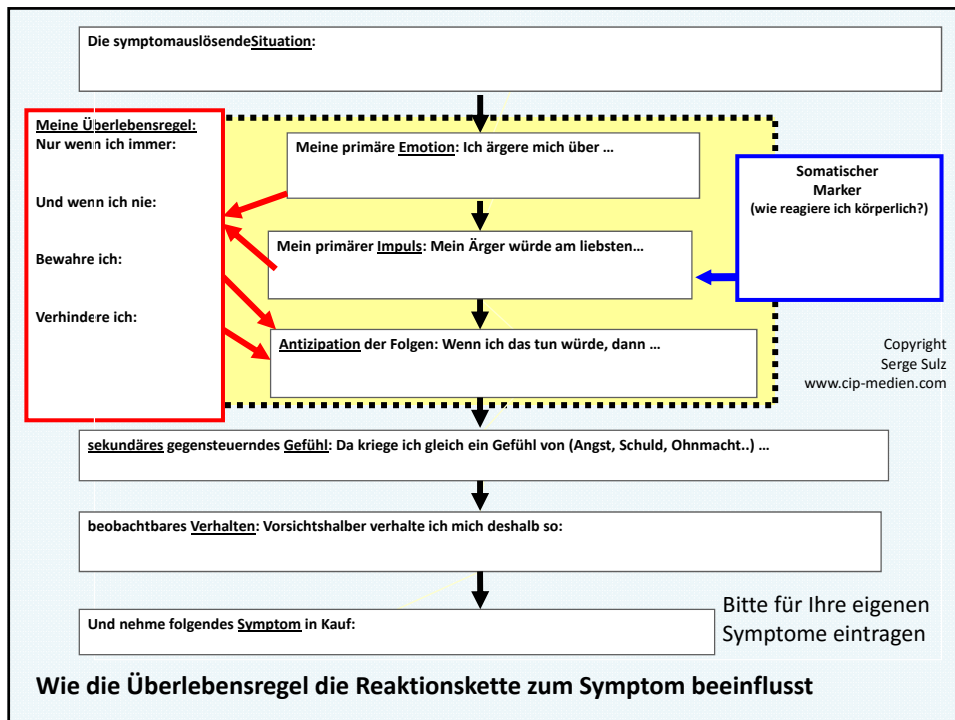 Die symptomauslösendeSituation:
Meine Überlebensregel:
Nur wenn ich immer:
Und wenn ich nie:
Bewahre ich:
Verhindere ich:
Meine primäre Emotion: Ich ärgere mich über …
Somatischer
Marker
(wie reagiere ich körperlich?)
Mein primärer Impuls: Mein Ärger würde am liebsten…
Antizipation der Folgen: Wenn ich das tun würde, dann …
Copyright
Serge Sulz
www.cip-medien.com
sekundäres gegensteuerndes Gefühl: Da kriege ich gleich ein Gefühl von (Angst, Schuld, Ohnmacht..) …
beobachtbares Verhalten: Vorsichtshalber verhalte ich mich deshalb so:
Und nehme folgendes Symptom in Kauf:
Bitte für Ihre eigenen
Symptome eintragen
Wie die Überlebensregel die Reaktionskette zum Symptom beeinflusst